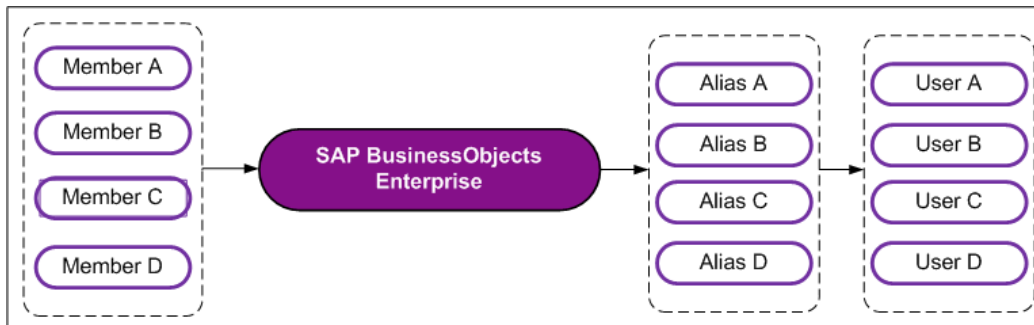 Member A
Member B
Member C
Member D
SAP BusinessObjects
Enterprise
Alias A
Alias B
Alias C
Alias D
User A
User B
User C
User D